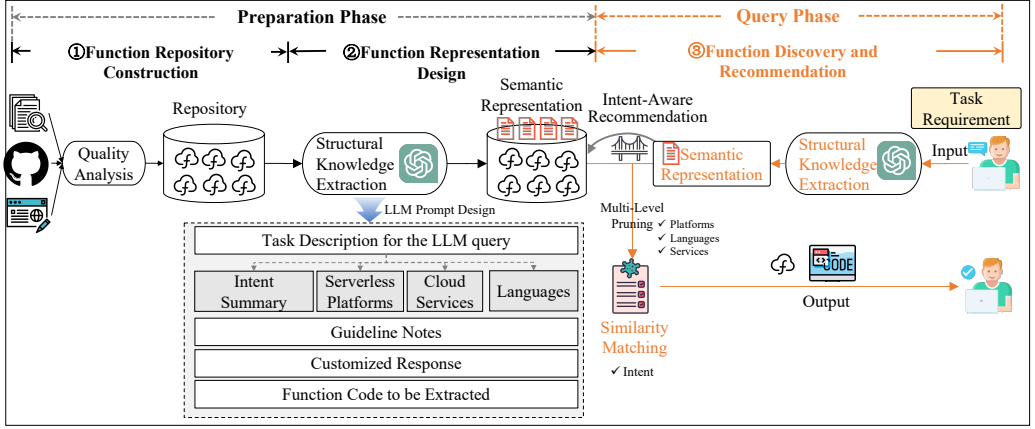 Preparation Phase
Query Phase
①Function Repository
Construction
②Function Representation
Design
③Function Discovery and
Recommendation
Repository
Quality
Analysis
Structural
Knowledge
Extraction
Semantic
Representation
Intent-Aware
Recommendation
Semantic
Representation
Structural
Knowledge
Extraction
Input
Task
Requirement
LLM Prompt Design
Task Description for the LLM query
Intent
Summary
Serverless
Platforms
Cloud
Services
Languages
Guideline Notes
Customized Response
Function Code to be Extracted
Multi-Level
Pruning
✓ Platforms
✓ Languages
✓ Services
Similarity
Matching
✓ Intent
CODE
Output